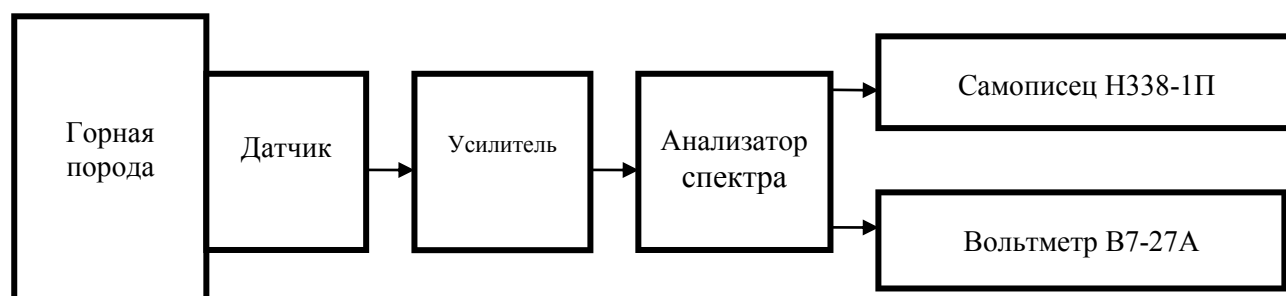 Горная
порода
Датчик
Усилитель
Анализатор
спектра
Самописец Н338-1П
Вольтметр В7-27А